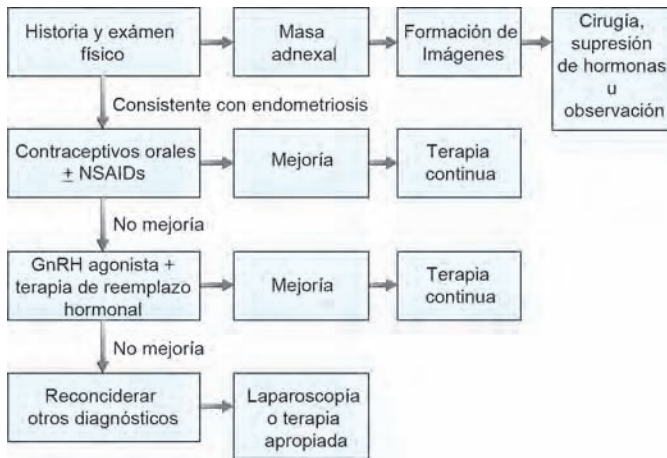 Historia y exámen
físico
Masa
adnexal
Formación de
Imágenes
Cirugía,
supresión
de hormonas
u
observación
Consistente con endometriosis
Contraceptivos orales
± NSAIDs
Mejoría
Terapia
continua
No mejoría
GnRH agonista +
terapia de reemplazo
hormonal
Mejoría
Terapia
continua
No mejoría
Reconciderar
otros diagnósticos
Laparoscopía
o terapia
apropiada